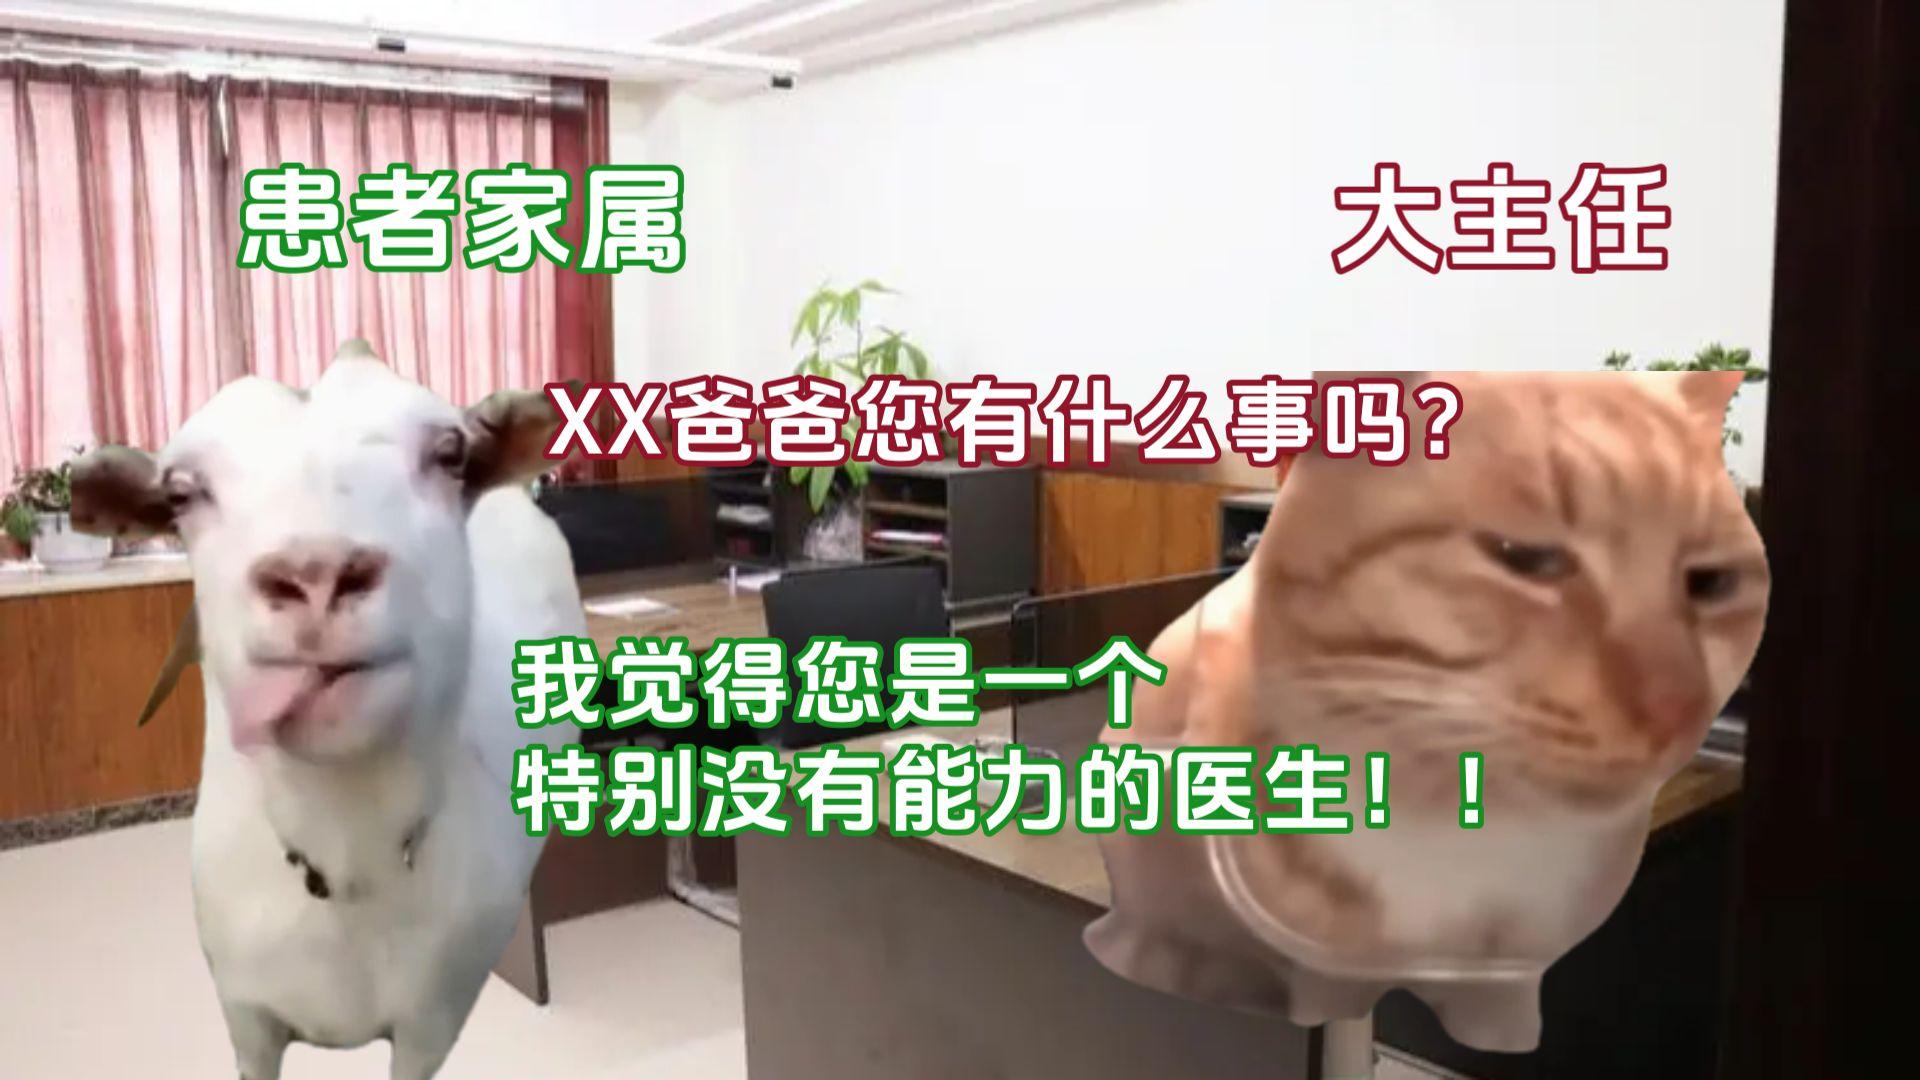 患者家属
大主任
XX爸爸您有什么事吗？
我觉得您是一个
特别没有能力的医生！！